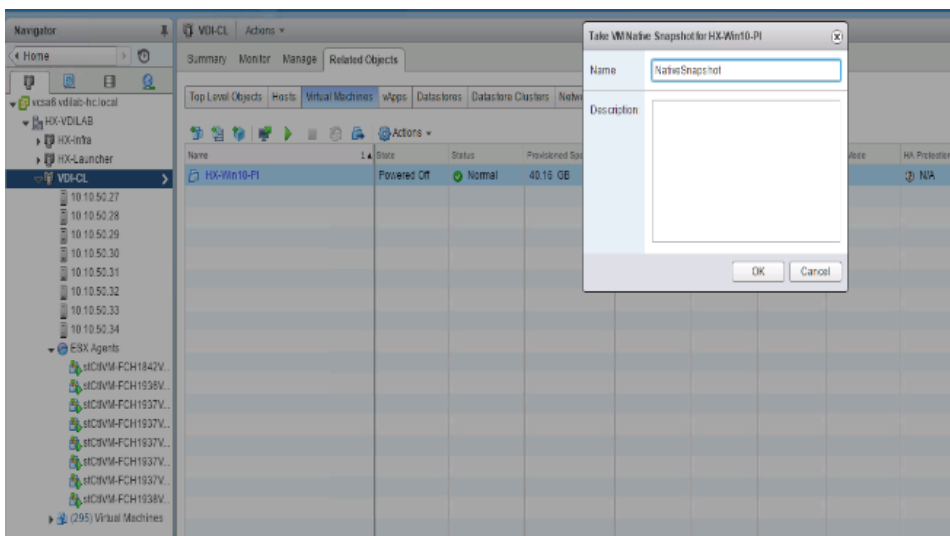 Navigator
VDI-CL Actions
Home
Summary Monitor Manage Related Objects
Top Level Objects Hosts Virtual Machines vApps Datastores Datastore Clusters Netwo
vcsa6.vdilab-hc.local
HX-VDILAB
HX-Infra
HX-Launcher
VDI-CL
10.10.50.27
10.10.50.28
10.10.50.29
10.10.50.30
10.10.50.31
10.10.50.32
10.10.50.33
10.10.50.34
ESX Agents
stCtlVM-FCH1842V...
stCtlVM-FCH1938V...
stCtlVM-FCH1937V...
stCtlVM-FCH1937V...
stCtlVM-FCH1937V...
stCtlVM-FCH1937V...
stCtlVM-FCH1937V...
stCtlVM-FCH1938V...
(295) Virtual Machines
Actions
Name 1 State Status Provisioned Spa HA Protection
HX-Win10-PI Powered Off Normal 40.16 GB N/A
Take VM Native Snapshot for HX-Win10-PI
Name NativeSnapshot
Description
OK Cancel